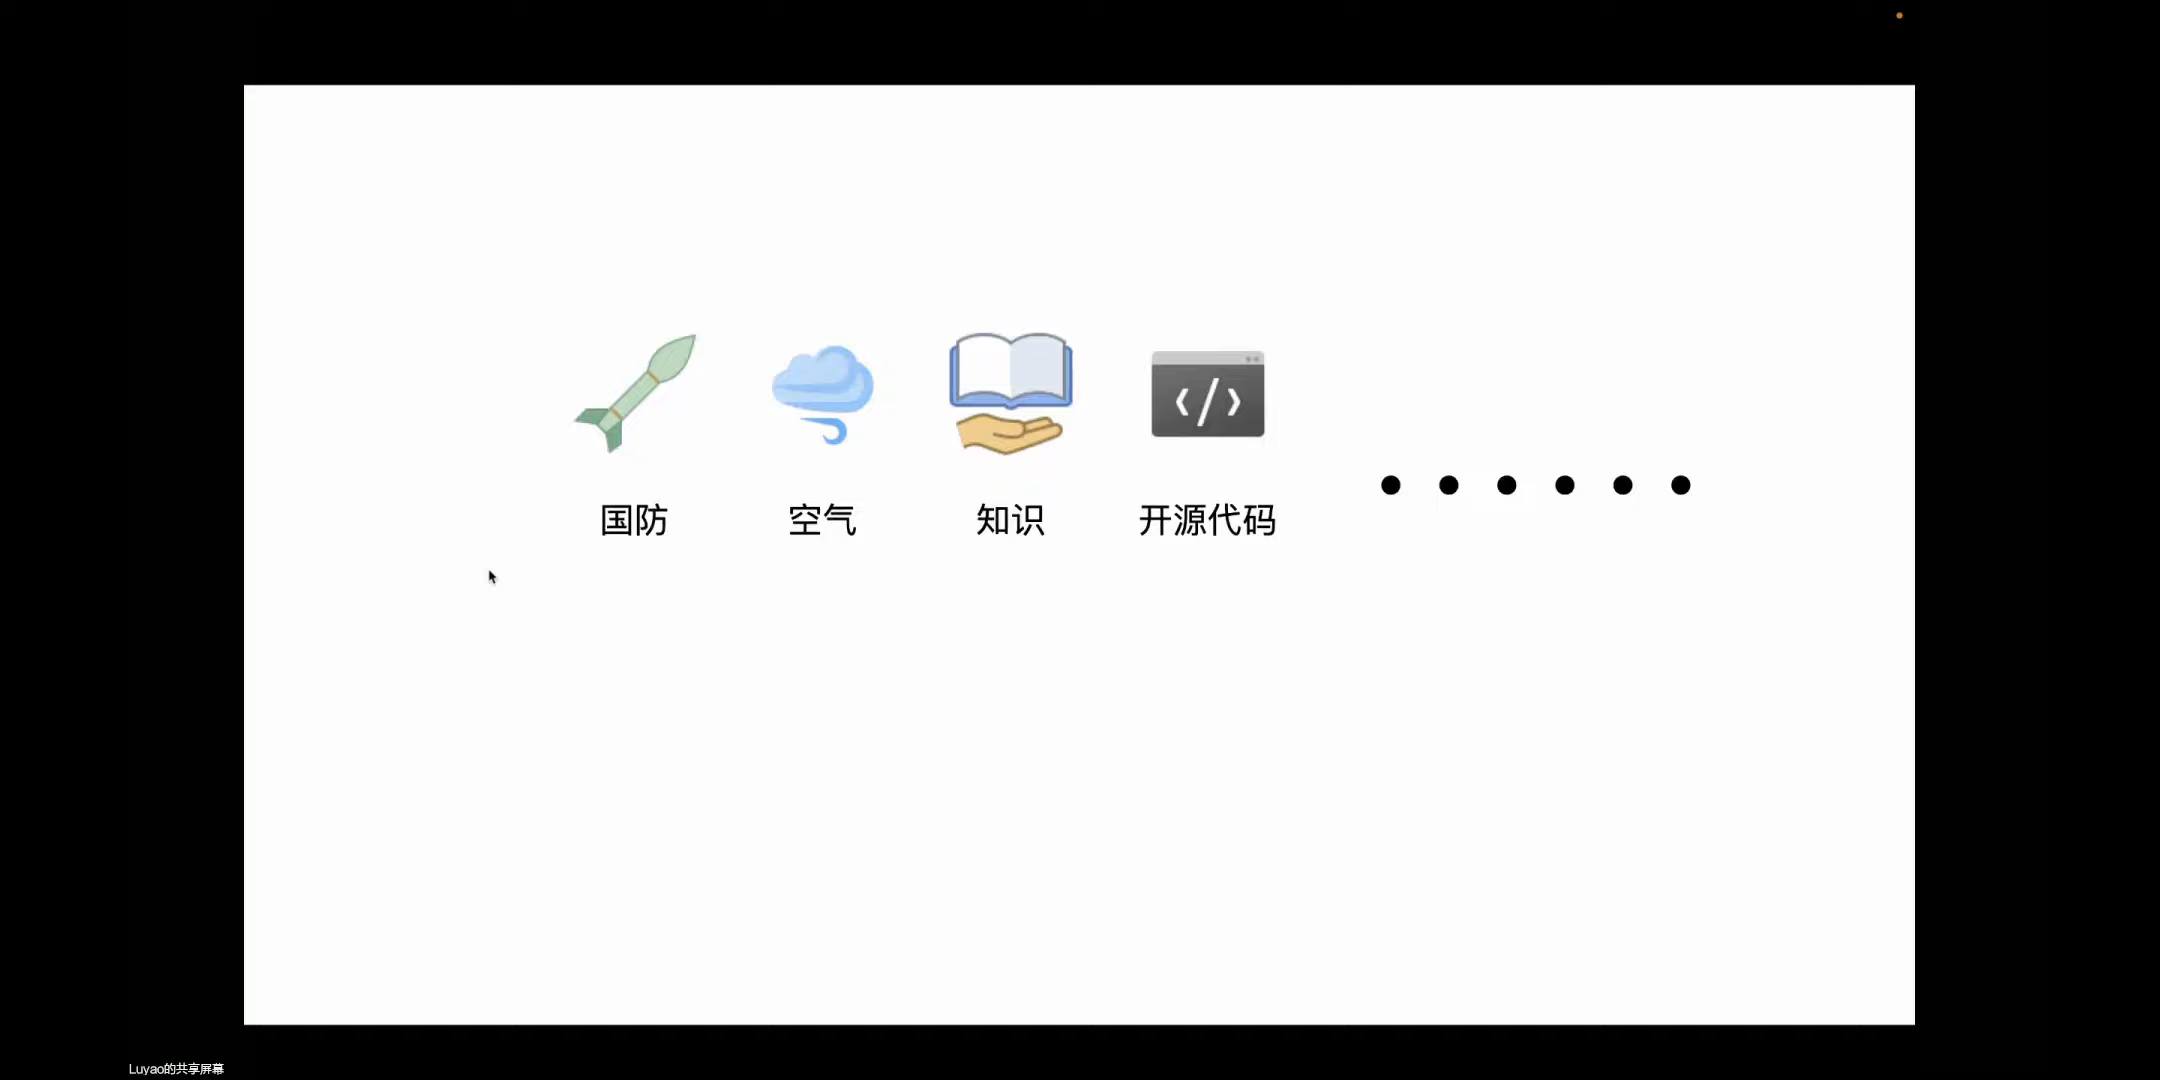 国防
空气
知识
开源代码
......
Luyao的共享屏幕